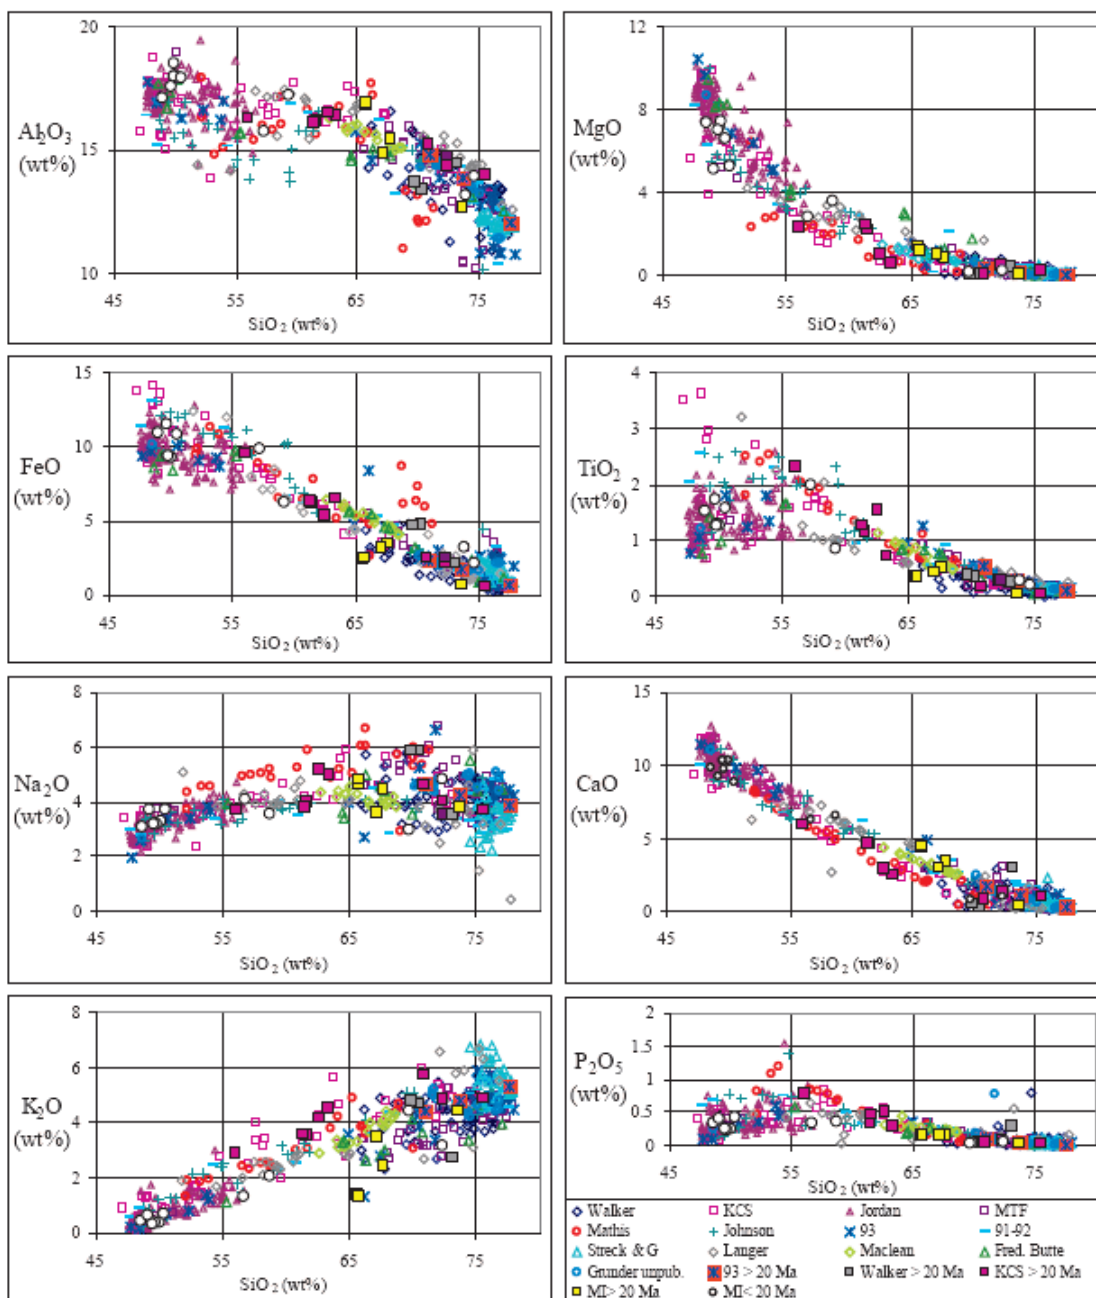 20
15
10
Al₂O₃
(wt%)
45 55 65 75
SiO₂ (wt%)
12
8
4
0
MgO
(wt%)
45 55 65 75
SiO₂ (wt%)
15
10
5
0
FeO
(wt%)
45 55 65 75
SiO₂ (wt%)
4
3
2
1
0
TiO₂
(wt%)
45 55 65 75
SiO₂ (wt%)
8
6
4
2
0
Na₂O
(wt%)
45 55 65 75
SiO₂ (wt%)
15
10
5
0
CaO
(wt%)
45 55 65 75
SiO₂ (wt%)
8
6
4
2
0
K₂O
(wt%)
45 55 65 75
SiO₂ (wt%)
2
1.5
1
0.5
0
P₂O₅
(wt%)
45 55 65 75
SiO₂ (wt%)
Walker KCS Jordan MTF
Mathis Johnson 93 91-92
Streck & G Langer Maclean Fred. Butte
Grunder unpub. 93 > 20 Ma Walker > 20 Ma KCS > 20 Ma
MI > 20 Ma MI < 20 Ma